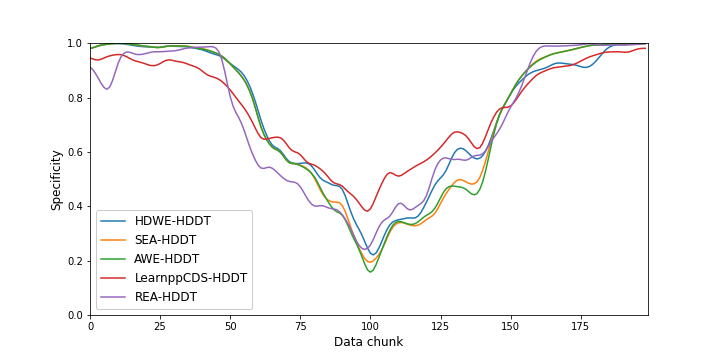 1.0
0.8
0.6
0.4
0.2
0.0
Specificity
HDWE-HDDT
SEA-HDDT
AWE-HDDT
LearnppCDS-HDDT
REA-HDDT
0 25 50 75 100 125 150 175
Data chunk